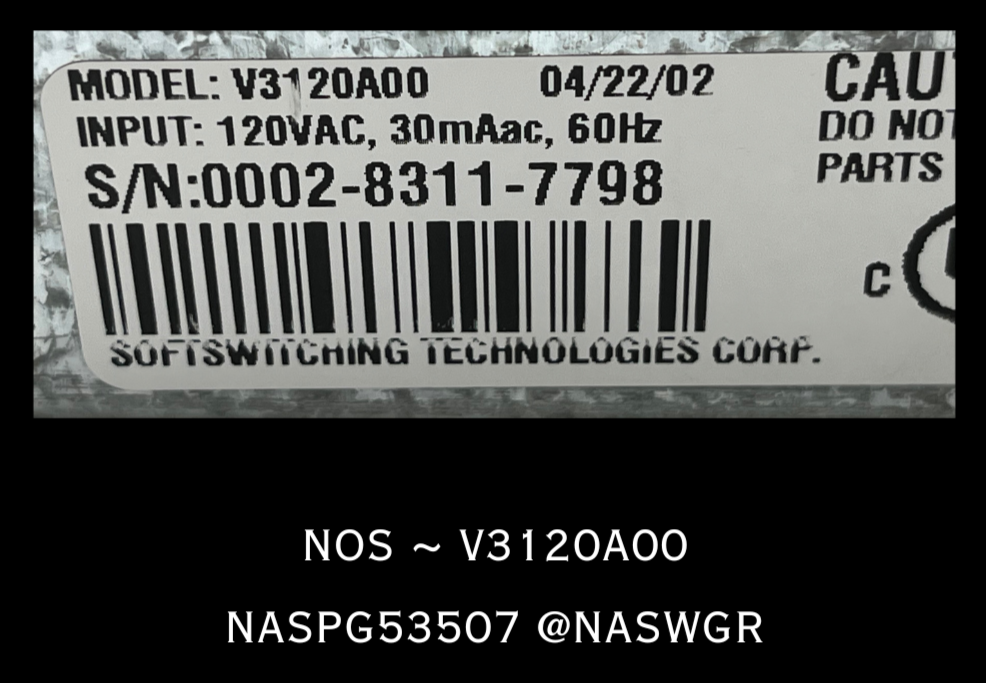 MODEL: V3120A00 04/22/02
INPUT: 120VAC, 30mAac, 60Hz
S/N:0002-8311-7798
SOFTSWITCHING TECHNOLOGIES CORP.
CAU
DO NOT
PARTS
C
NOS ~ V3120A00
NASPG53507 @NASWGR